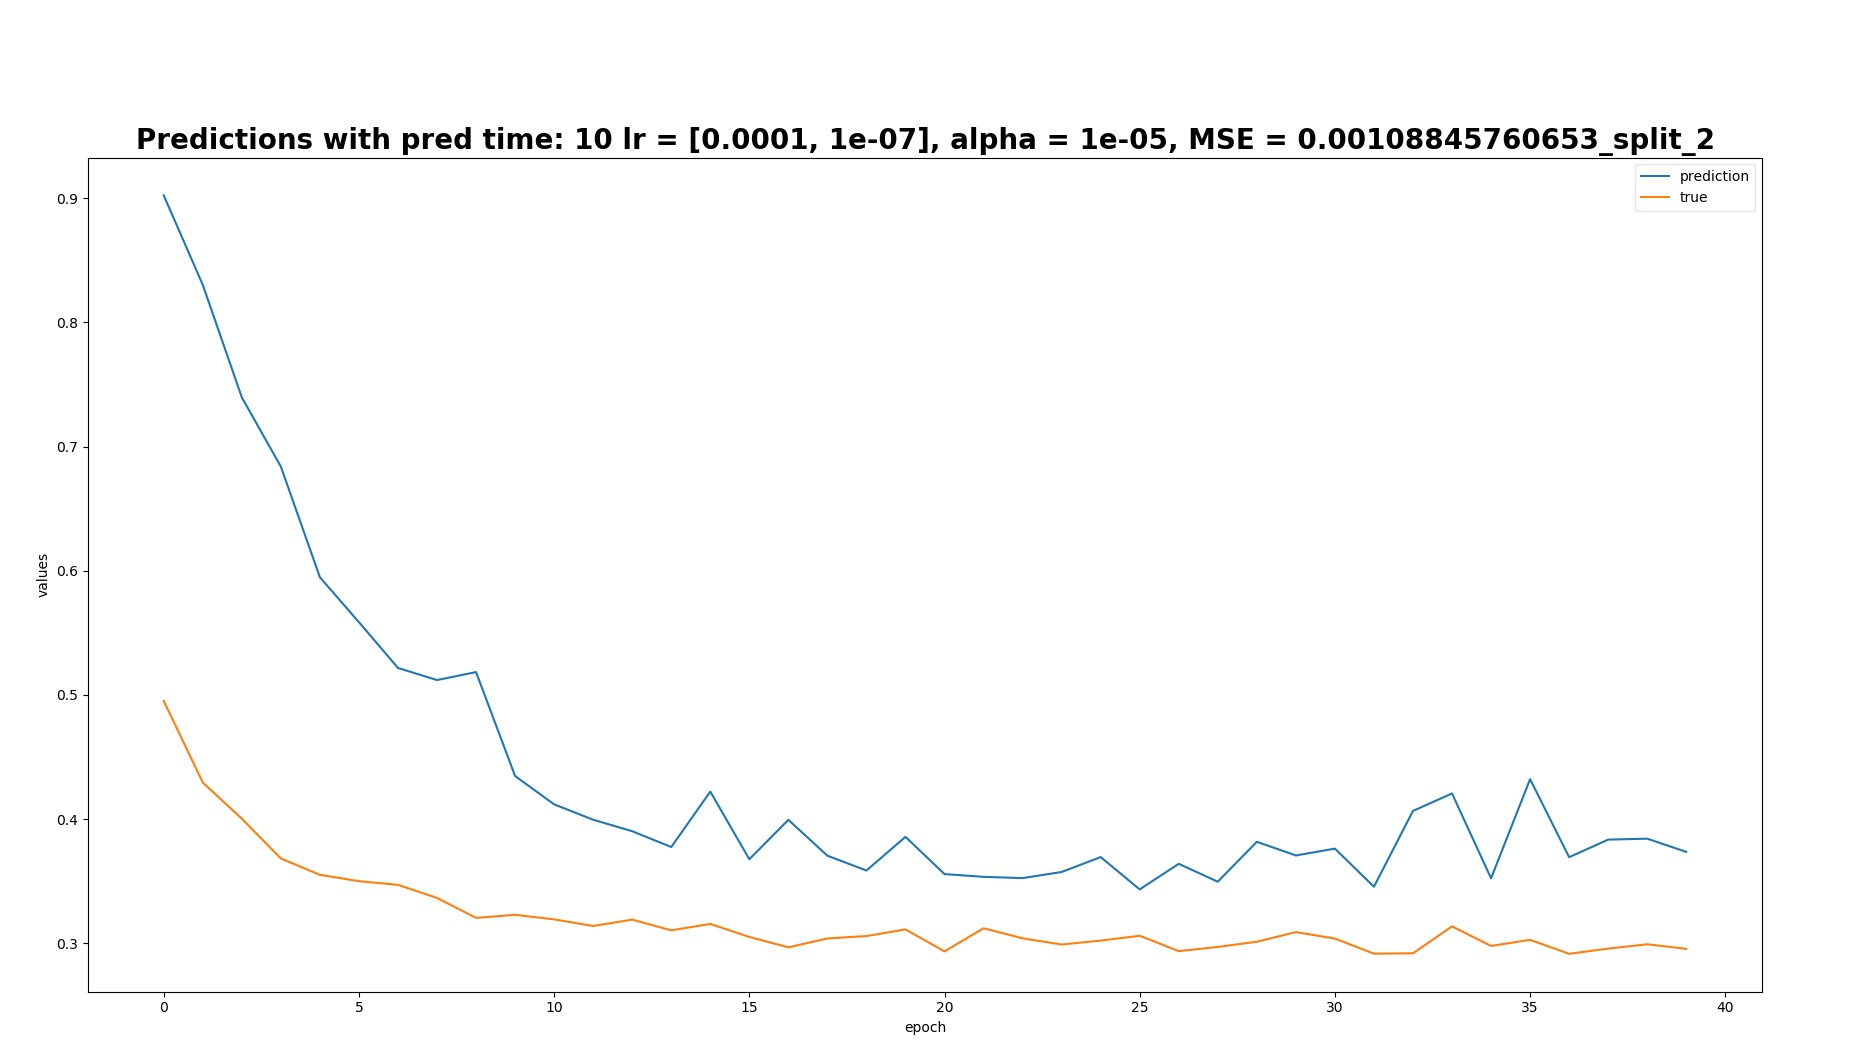 Predictions with pred time: 10 lr = [0.0001, 1e-07], alpha = 1e-05, MSE = 0.00108845760653_split_2
prediction
true
0.9
0.8
0.7
0.6
0.5
0.4
0.3
values
0 5 10 15 20 25 30 35 40
epoch